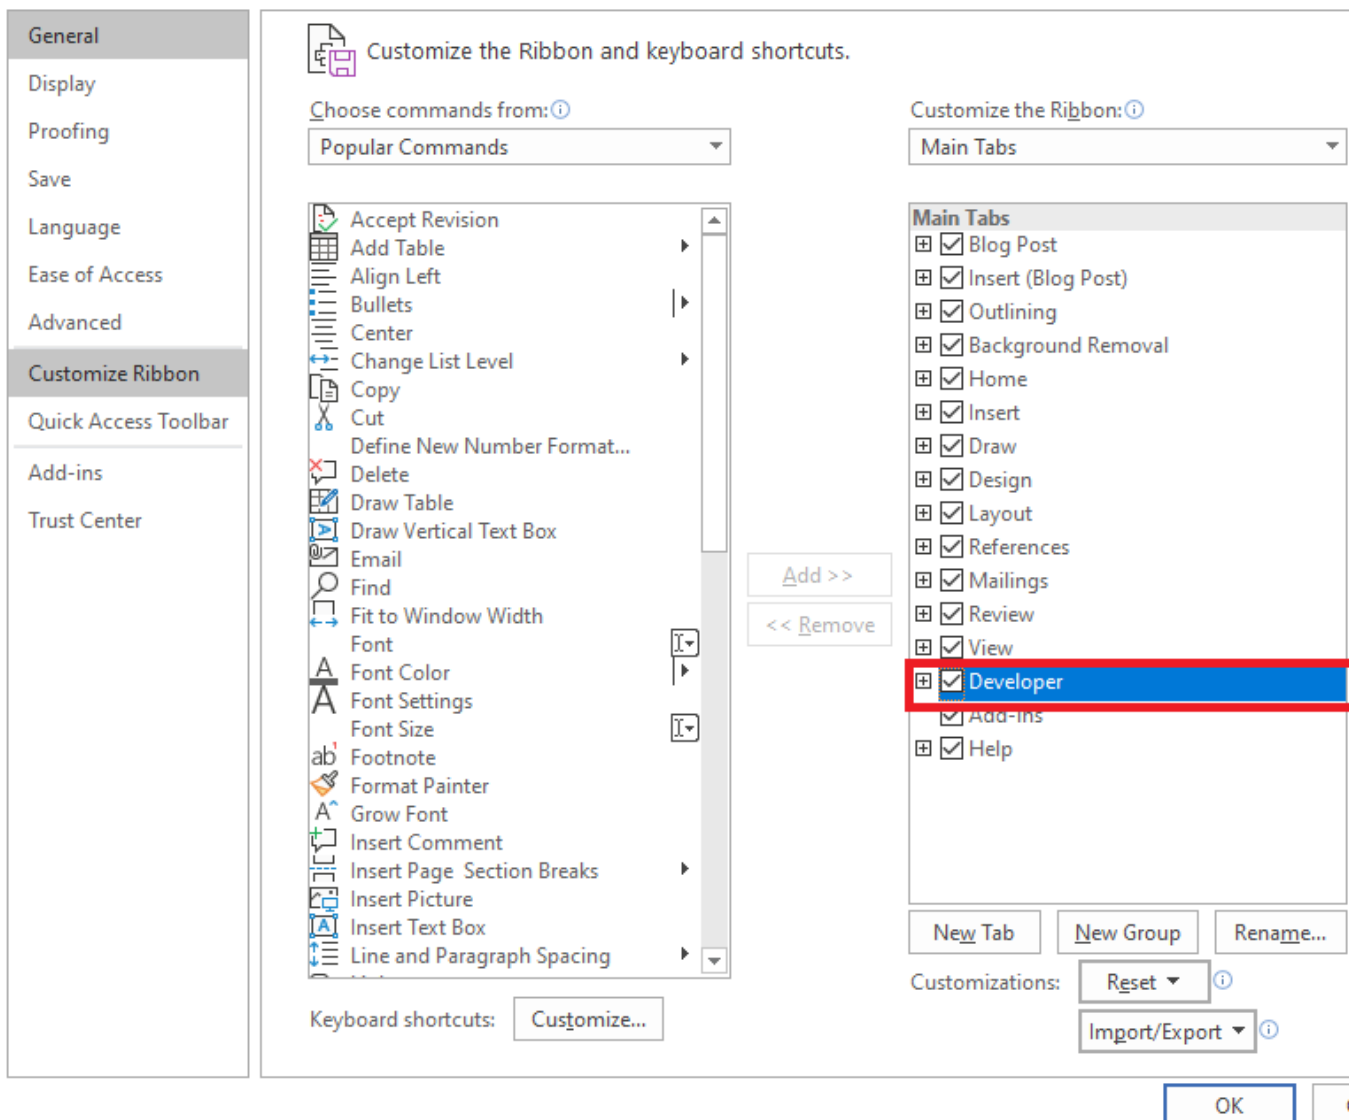 General
Display
Proofing
Save
Language
Ease of Access
Advanced
Customize Ribbon
Quick Access Toolbar
Add-ins
Trust Center
Customize the Ribbon and keyboard shortcuts.
Choose commands from:
Popular Commands
Accept Revision
Add Table
Align Left
Bullets
Center
Change List Level
Copy
Cut
Define New Number Format...
Delete
Draw Table
Draw Vertical Text Box
Email
Find
Fit to Window Width
Font
Font Color
Font Settings
Font Size
Footnote
Format Painter
Grow Font
Insert Comment
Insert Page Section Breaks
Insert Picture
Insert Text Box
Line and Paragraph Spacing
Keyboard shortcuts: Customize...
Add >>
<< Remove
Customize the Ribbon:
Main Tabs
Main Tabs
Blog Post
Insert (Blog Post)
Outlining
Background Removal
Home
Insert
Draw
Design
Layout
References
Mailings
Review
View
Developer
Add-ins
Help
New Tab New Group Rename...
Customizations: Reset
Import/Export
OK